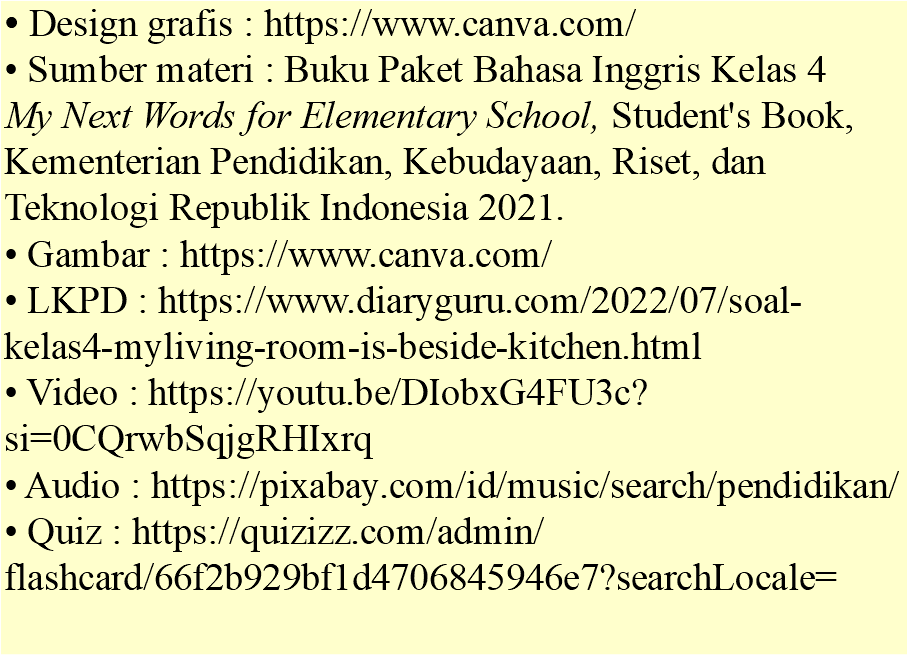 • Design grafis : https://www.canva.com/
• Sumber materi : Buku Paket Bahasa Inggris Kelas 4
My Next Words for Elementary School, Student's Book,
Kementerian Pendidikan, Kebudayaan, Riset, dan
Teknologi Republik Indonesia 2021.
• Gambar : https://www.canva.com/
• LKPD : https://www.diaryguru.com/2022/07/soal-
kelas4-myliving-room-is-beside-kitchen.html
• Video : https://youtu.be/DIobxG4FU3c?
si=0CQrwbSqjgRHIxrq
• Audio : https://pixabay.com/id/music/search/pendidikan/
• Quiz : https://quizizz.com/admin/
flashcard/66f2b929bf1d4706845946e7?searchLocale=